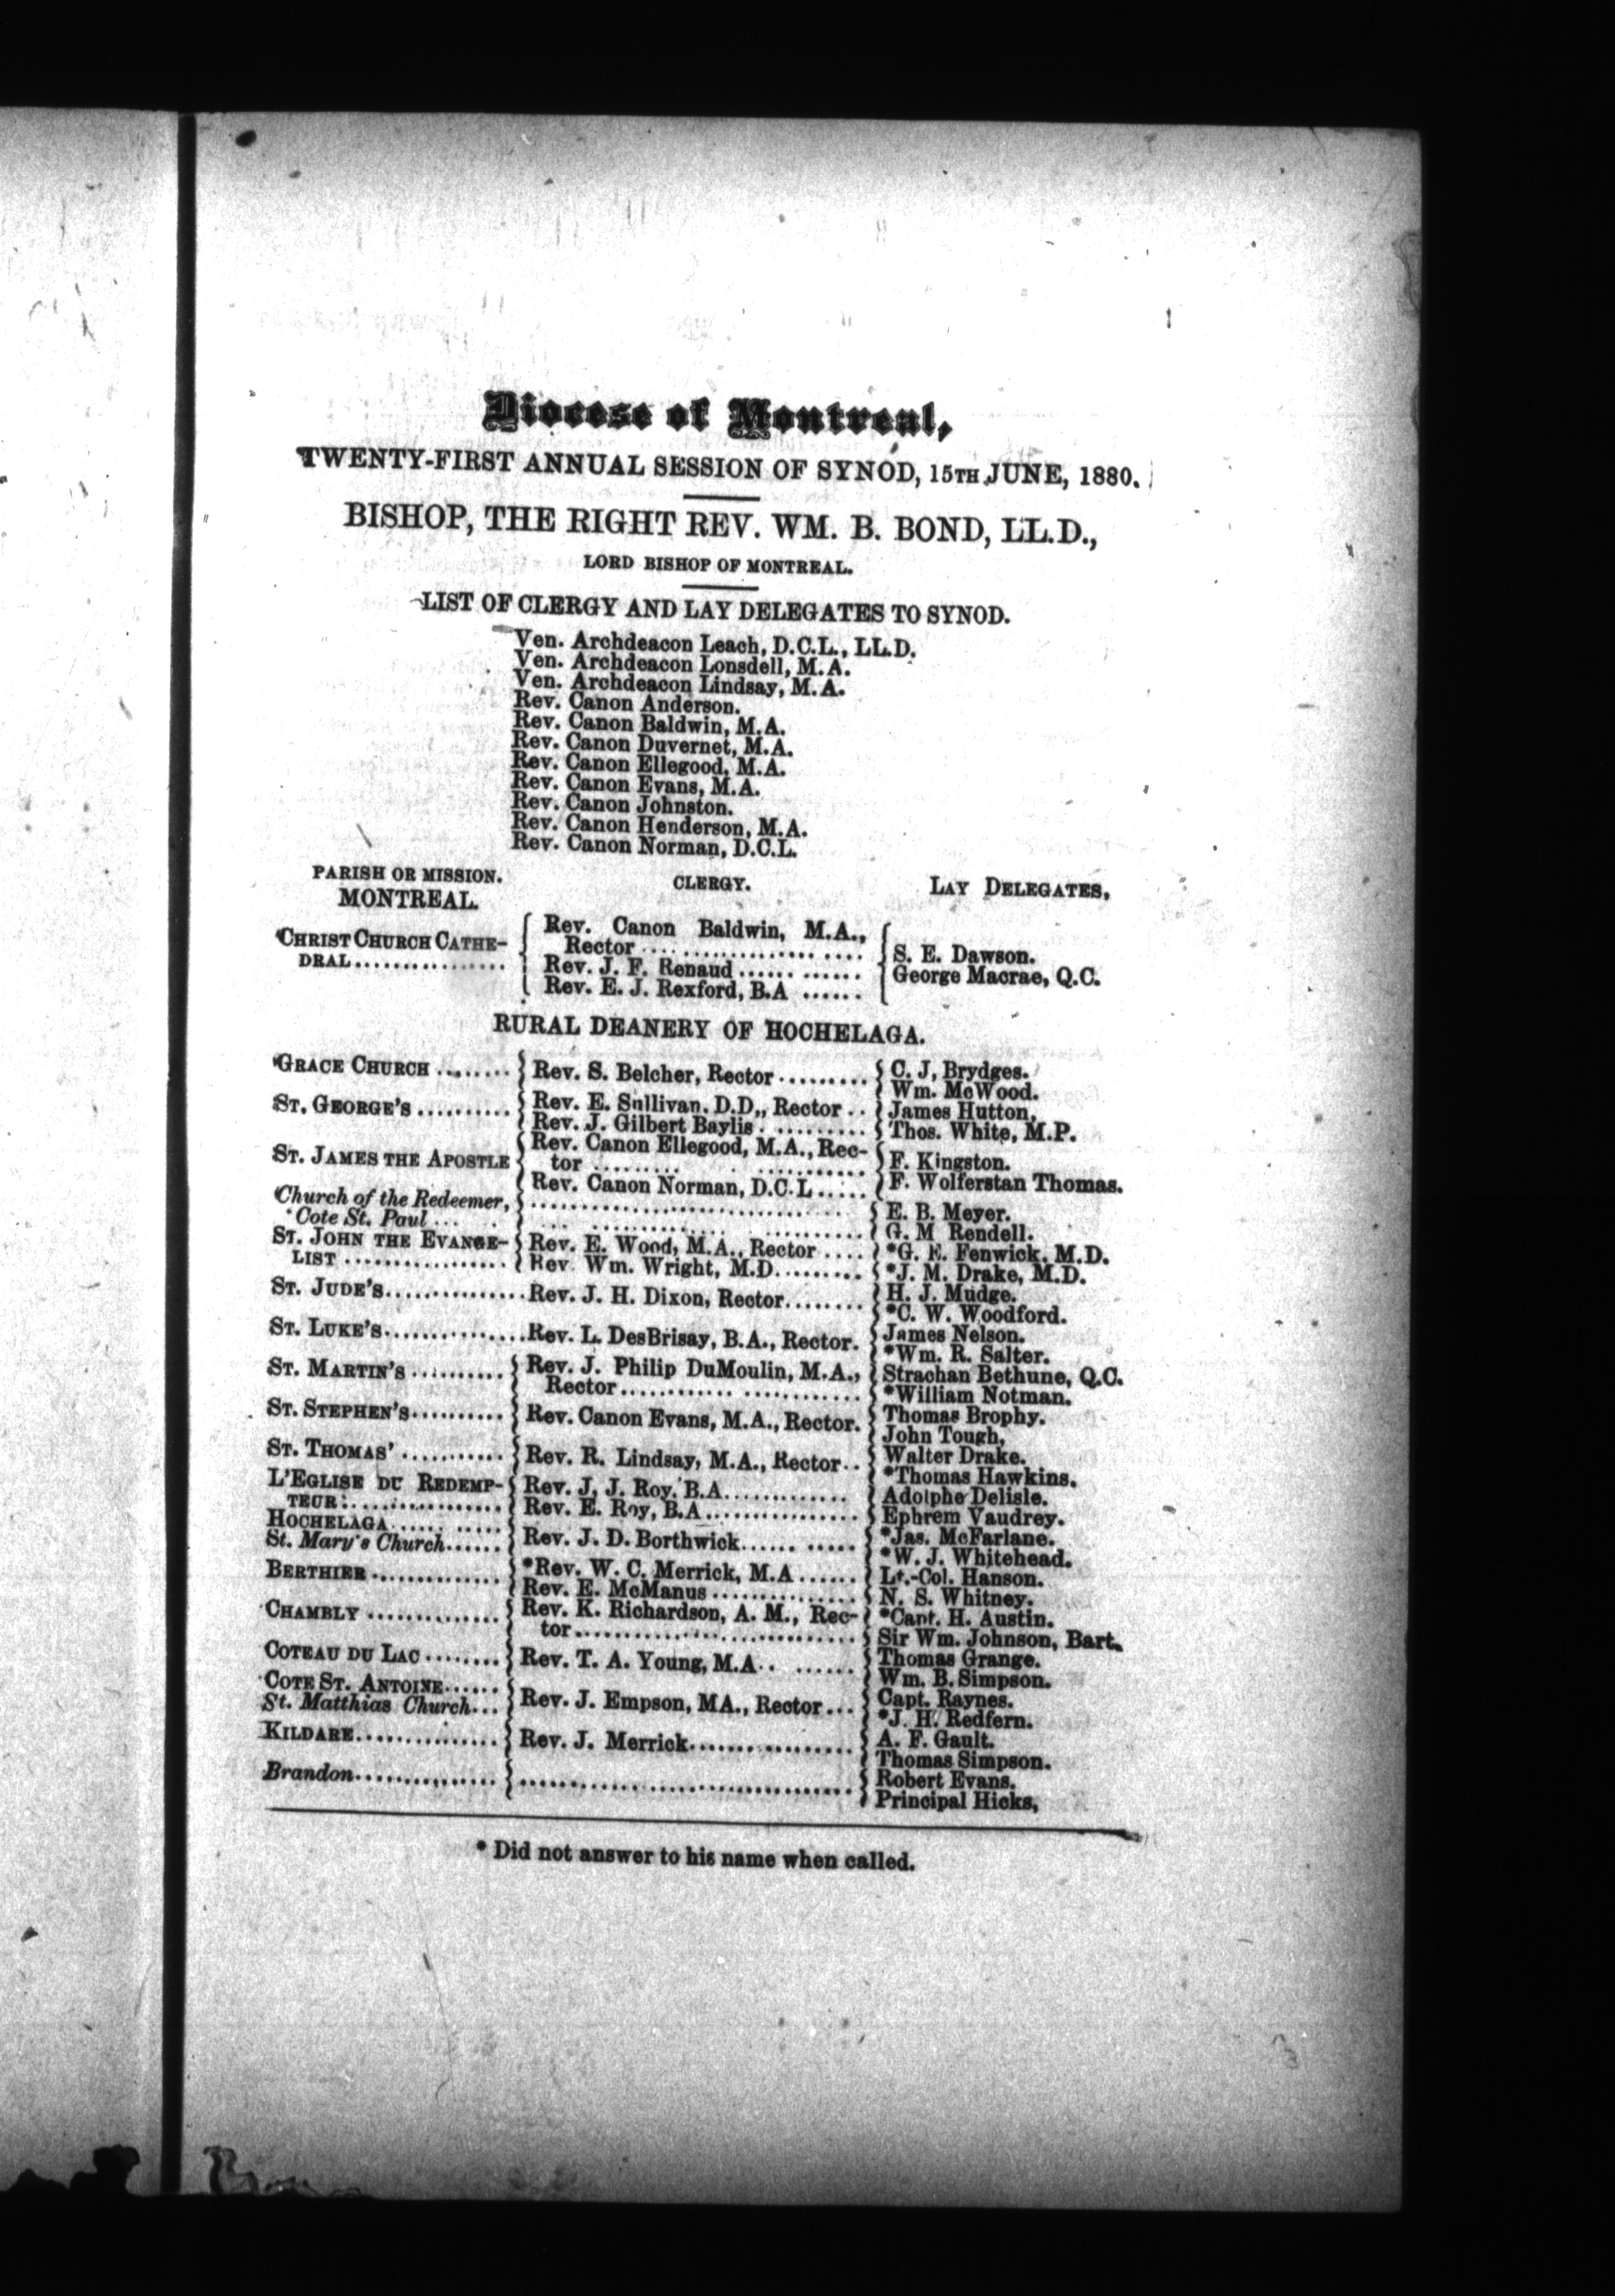 Diocese of Montreal,
TWENTY-FIRST ANNUAL SESSION OF SYNOD, 15TH JUNE, 1880.
BISHOP, THE RIGHT REV. WM. B. BOND, LL.D.,
LORD BISHOP OF MONTREAL.
LIST OF CLERGY AND LAY DELEGATES TO SYNOD.
Ven. Archdeacon Leach, D.C.L., LL.D.
Ven. Archdeacon Lonsdell, M.A.
Ven. Archdeacon Lindsay, M.A.
Rev. Canon Anderson.
Rev. Canon Baldwin, M.A.
Rev. Canon Duvernet, M.A.
Rev. Canon Ellegood, M.A.
Rev. Canon Evans, M.A.
Rev. Canon Johnston.
Rev. Canon Henderson, M.A.
Rev. Canon Norman, D.C.L.
PARISH OR MISSION. CLERGY. LAY DELEGATES,
MONTREAL.
CHRIST CHURCH CATHE-
DRAL................
Rev. Canon Baldwin, M.A.,
Rector ....................
Rev. J. F. Renaud ............
Rev. E. J. Rexford, B.A ......
S. E. Dawson.
George Macrae, Q.C.
RURAL DEANERY OF HOCHELAGA.
GRACE CHURCH ........ Rev. S. Belcher, Rector ......... C. J, Brydges.
Wm. McWood.
ST. GEORGE'S .......... Rev. E. Sullivan. D.D,, Rector .. James Hutton,
Rev. J. Gilbert Baylis .......... Thos. White, M.P.
ST. JAMES THE APOSTLE
Rev. Canon Ellegood, M.A., Rec-
tor ....................
Rev. Canon Norman, D.C.L .....
F. Kingston.
F. Wolferstan Thomas.
Church of the Redeemer, .............................. E. B. Meyer.
Cote St. Paul ... . .............................. G. M Rendell.
ST. JOHN THE EVANGE- Rev. E. Wood, M.A., Rector .... *G. E. Fenwick, M.D.
LIST ................. Rev. Wm. Wright, M.D......... *J. M. Drake, M.D.
ST. JUDE'S............... Rev. J. H. Dixon, Rector........ H. J. Mudge.
*C. W. Woodford.
ST. LUKE'S............... Rev. L. DesBrisay, B.A., Rector. James Nelson.
*Wm. R. Salter.
ST. MARTIN'S .......... Rev. J. Philip DuMoulin, M.A., Strachan Bethune, Q.C.
Rector........................ *William Notman.
ST. STEPHEN'S.......... Rev. Canon Evans, M.A., Rector. Thomas Brophy.
John Tough,
ST. THOMAS' ........... Rev. R. Lindsay, M.A., Rector.. Walter Drake.
*Thomas Hawkins.
L'EGLISE DU REDEMP- Rev. J. J. Roy. B.A............. Adolphe Delisle.
TEUR................. Rev. E. Roy, B.A................ Ephrem Vaudrey.
HOCHELAGA........... *Jas. McFarlane.
St. Mary's Church...... Rev. J. D. Borthwick........... *W. J. Whitehead.
BERTHIER .............. *Rev. W. C. Merrick, M.A ...... Lt.-Col. Hanson.
Rev. E. McManus ............... N. S. Whitney.
CHAMBLY .............. Rev. K. Richardson, A. M., Rec- *Capt. H. Austin.
tor............................. Sir Wm. Johnson, Bart.
COTEAU DU LAC ........ Rev. T. A. Young, M.A.. ...... Thomas Grange.
Wm. B. Simpson.
COTE ST. ANTOINE...... Capt. Raynes.
St. Matthias Church... Rev. J. Empson, MA., Rector ... *J. H. Redfern.
KILDARE............... Rev. J. Merrick.................. A. F. Gault.
Thomas Simpson.
Brandon................ ................................ Robert Evans.
Principal Hicks,
* Did not answer to his name when called.